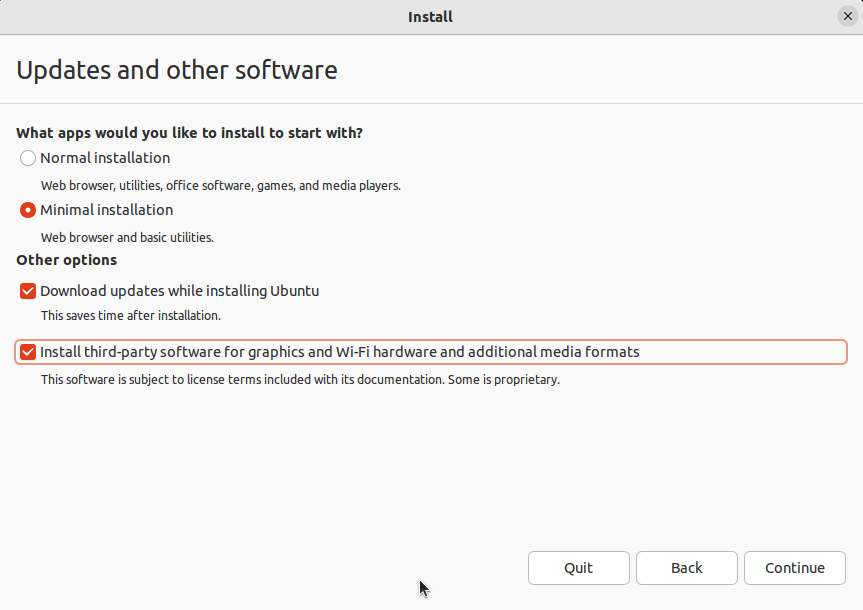 Install
Updates and other software
What apps would you like to install to start with?
Normal installation
Web browser, utilities, office software, games, and media players.
Minimal installation
Web browser and basic utilities.
Other options
Download updates while installing Ubuntu
This saves time after installation.
Install third-party software for graphics and Wi-Fi hardware and additional media formats
This software is subject to license terms included with its documentation. Some is proprietary.
Quit Back Continue